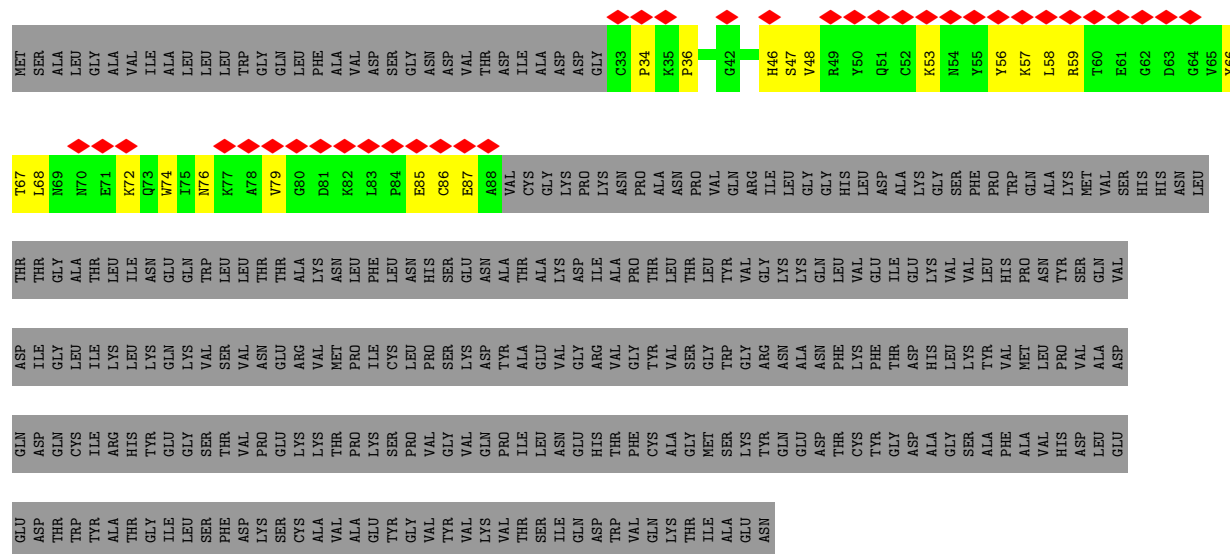 MET SER ALA LEU GLY ALA VAL ILE ALA LEU LEU LEU TRP GLY GLN LEU PHE ALA VAL ASP SER GLY ASN ASP VAL THR ASP ILE ALA ASP ASP GLY C33 P34 K35 P36 G42 H46 S47 V48 R49 Y50 Q51 C52 K53 N54 Y55 Y56 K57 L58 R59 T60 E61 G62 D63 G64 V65 Y66
T67 L68 N69 N70 E71 K72 Q73 W74 I75 N76 K77 A78 V79 G80 D81 K82 L83 P84 E85 C86 E87 A88 VAL CYS GLY LYS PRO LYS ASN PRO ALA ASN PRO VAL GLN ARG ILE LEU GLY GLY HIS LEU ASP ALA LYS GLY SER PHE PRO TRP GLN ALA LYS MET VAL SER HIS HIS ASN LEU
THR THR GLY ALA THR LEU ILE ASN GLU GLN TRP LEU LEU THR THR ALA LYS ASN LEU PHE LEU ASN HIS SER GLU ASN ALA THR ALA LYS ASP ILE ALA PRO THR LEU THR LEU TYR VAL GLY LYS LYS GLN LEU VAL GLU ILE GLU LYS VAL VAL LEU HIS PRO ASN TYR SER GLN VAL
ASP ILE GLY LEU ILE LYS LEU LYS GLN LYS VAL SER VAL ASN GLU ARG VAL MET PRO ILE CYS LEU PRO SER LYS ASP TYR ALA GLU VAL GLY ARG VAL GLY TYR VAL SER GLY TRP GLY ARG ASN ALA ASN PHE LYS PHE THR ASP HIS LEU LYS TYR VAL MET LEU PRO VAL ALA ASP
GLN ASP GLN CYS ILE ARG HIS TYR GLU GLY SER THR VAL PRO GLU LYS LYS THR PRO LYS SER PRO VAL GLY VAL GLN PRO ILE LEU ASN GLU HIS THR PHE CYS ALA GLY MET SER LYS TYR GLN GLU ASP THR CYS TYR GLY ASP ALA GLY SER ALA PHE ALA VAL HIS ASP LEU GLU
GLU ASP THR TRP TYR ALA THR GLY ILE LEU SER PHE ASP LYS SER CYS ALA VAL ALA GLU TYR GLY VAL TYR VAL LYS VAL THR SER ILE GLN ASP TRP VAL GLN LYS THR ILE ALA GLU ASN